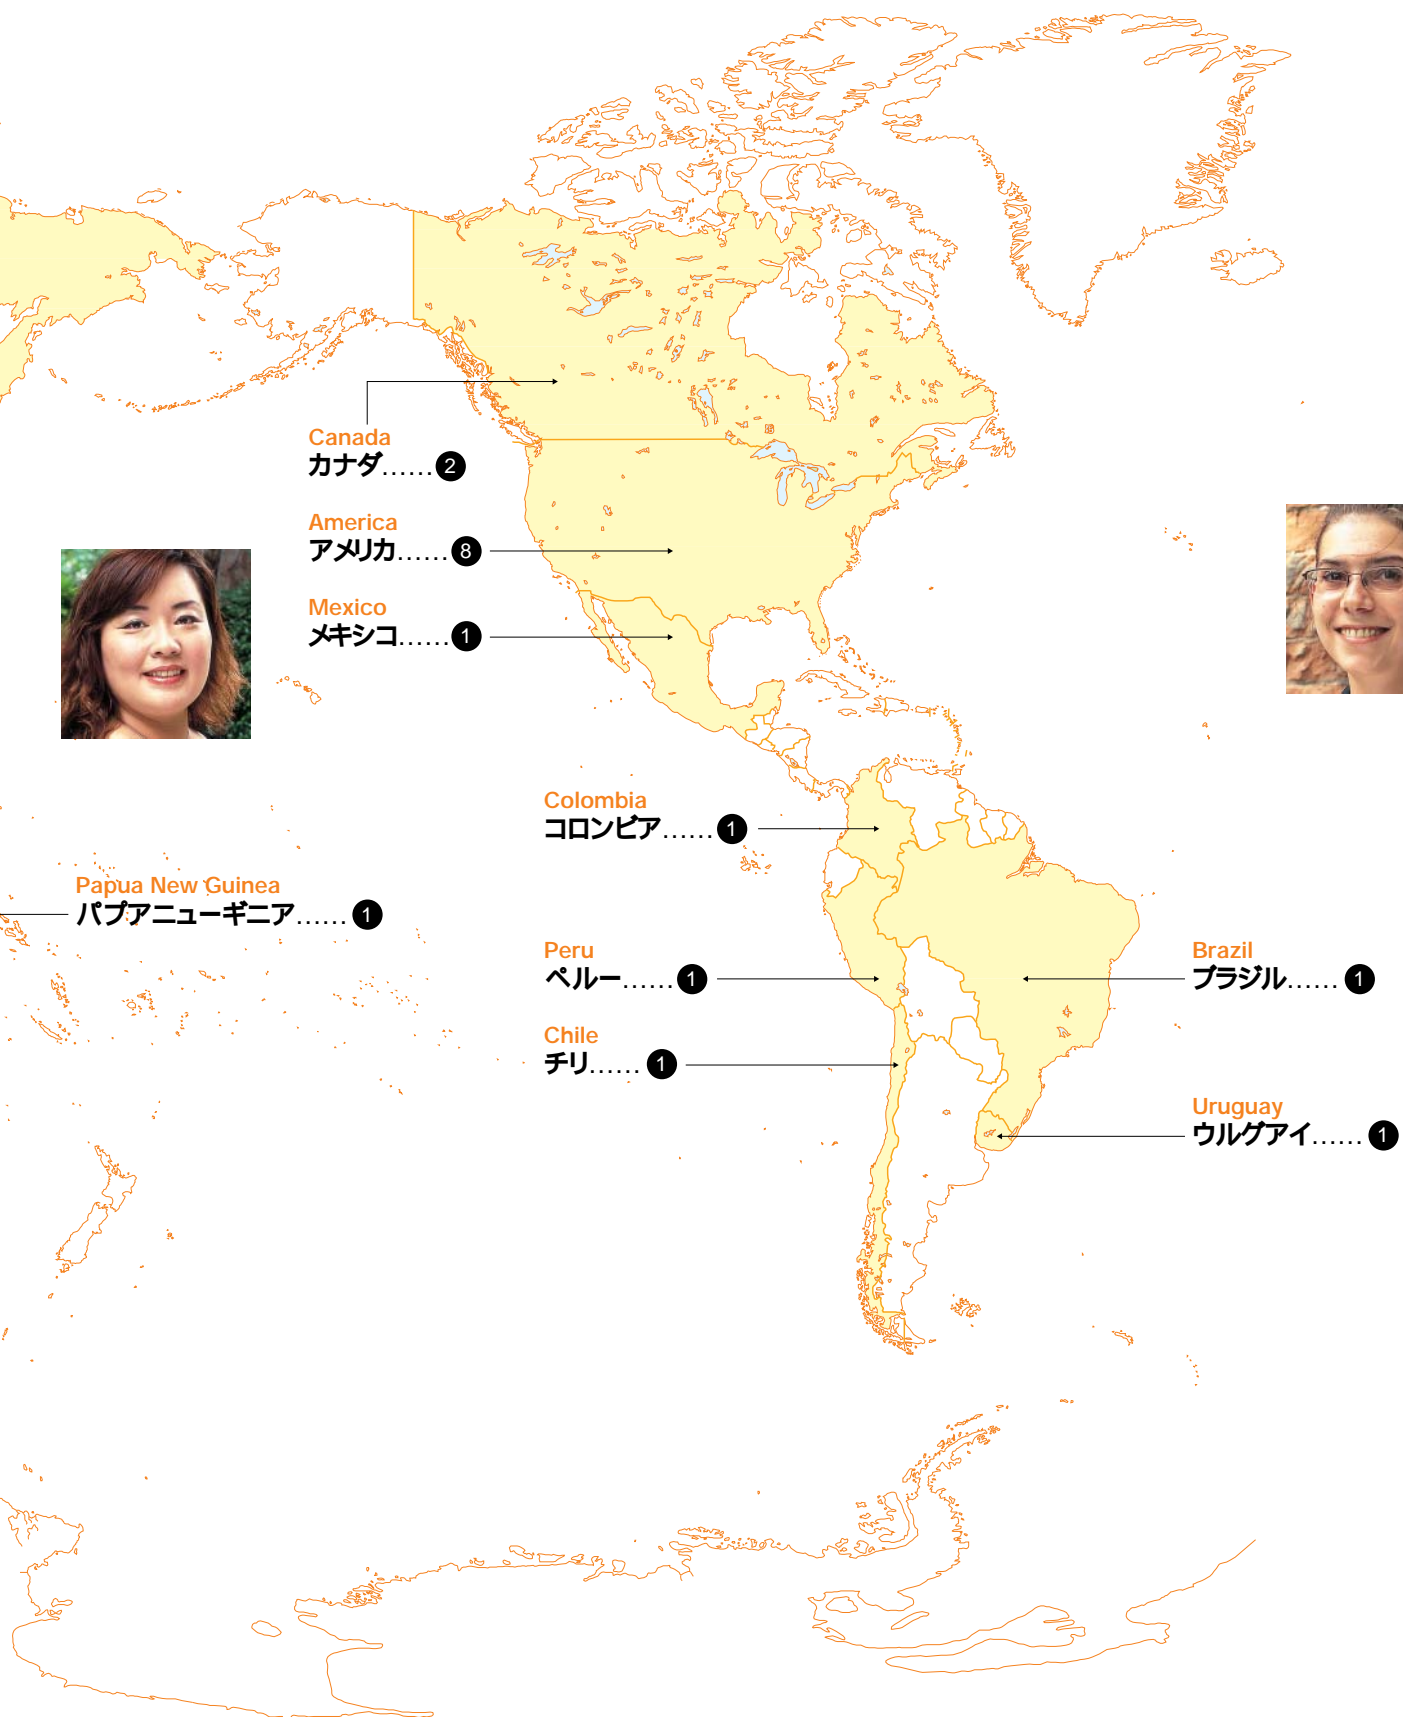 Canada
カナダ......2
America
アメリカ......8
Mexico
メキシコ......1
Colombia
コロンビア......1
Papua New Guinea
パプアニューギニア......1
Peru
ペルー......1
Brazil
ブラジル......1
Chile
チリ......1
Uruguay
ウルグアイ......1